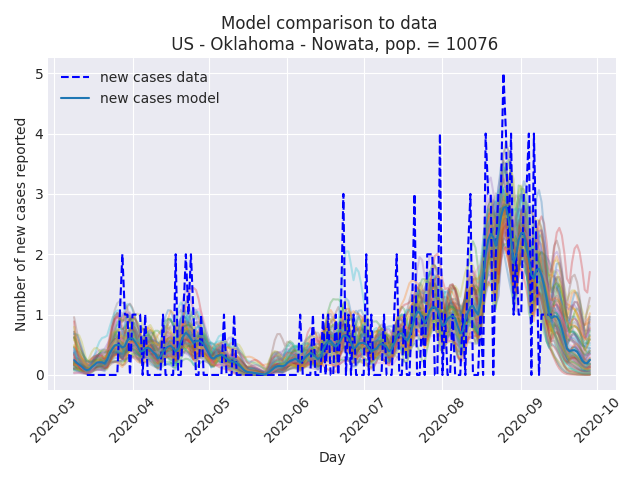 Model comparison to data
US - Oklahoma - Nowata, pop. = 10076
new cases data
new cases model
Number of new cases reported
5
4
3
2
1
0
2020-03
2020-04
2020-05
2020-06
2020-07
2020-08
2020-09
2020-10
Day